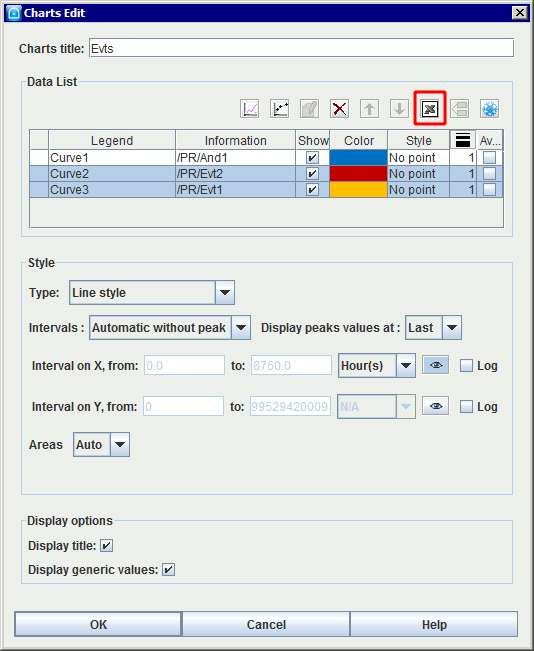 Charts Edit
Charts title: Evts
Data List
Legend Information Show Color Style Av...
Curve1 /PR/And1 No point 1
Curve2 /PR/Evt2 No point 1
Curve3 /PR/Evt1 No point 1
Style
Type: Line style
Intervals : Automatic without peak Display peaks values at : Last
Interval on X, from: 0.0 to: 8760.0 Hour(s) Log
Interval on Y, from: 0 to: 99529420009 N/A Log
Areas Auto
Display options
Display title:
Display generic values:
OK Cancel Help